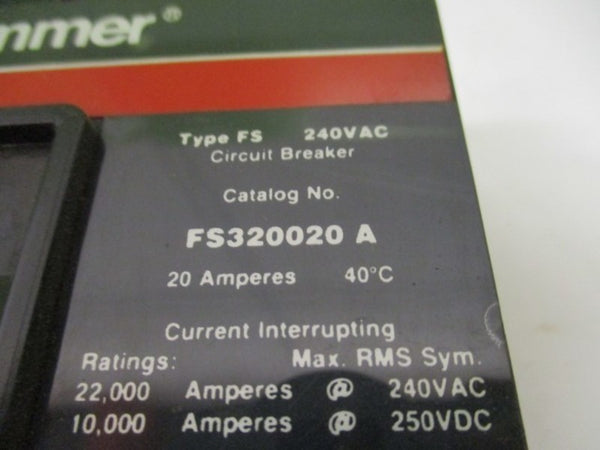 mmer®
Type FS 240VAC
Circuit Breaker
Catalog No.
FS320020 A
20 Amperes 40°C
Current Interrupting
Ratings: Max. RMS Sym.
22,000 Amperes @ 240VAC
10,000 Amperes @ 250VDC